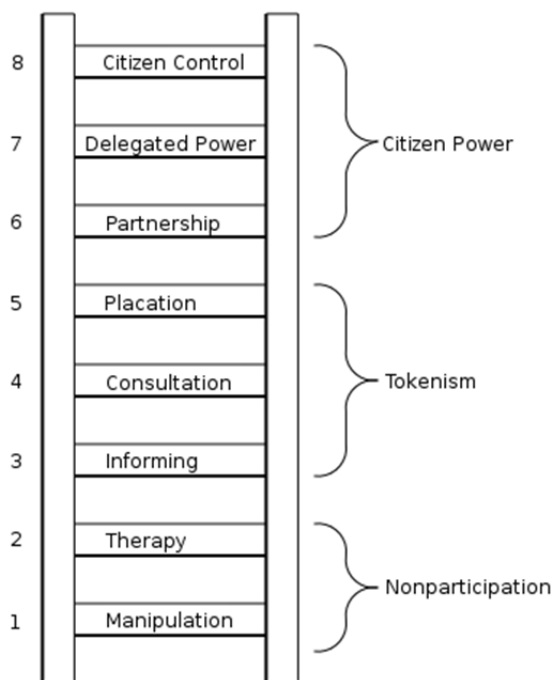 8 Citizen Control
7 Delegated Power Citizen Power
6 Partnership
5 Placation
4 Consultation Tokenism
3 Informing
2 Therapy
Nonparticipation
1 Manipulation